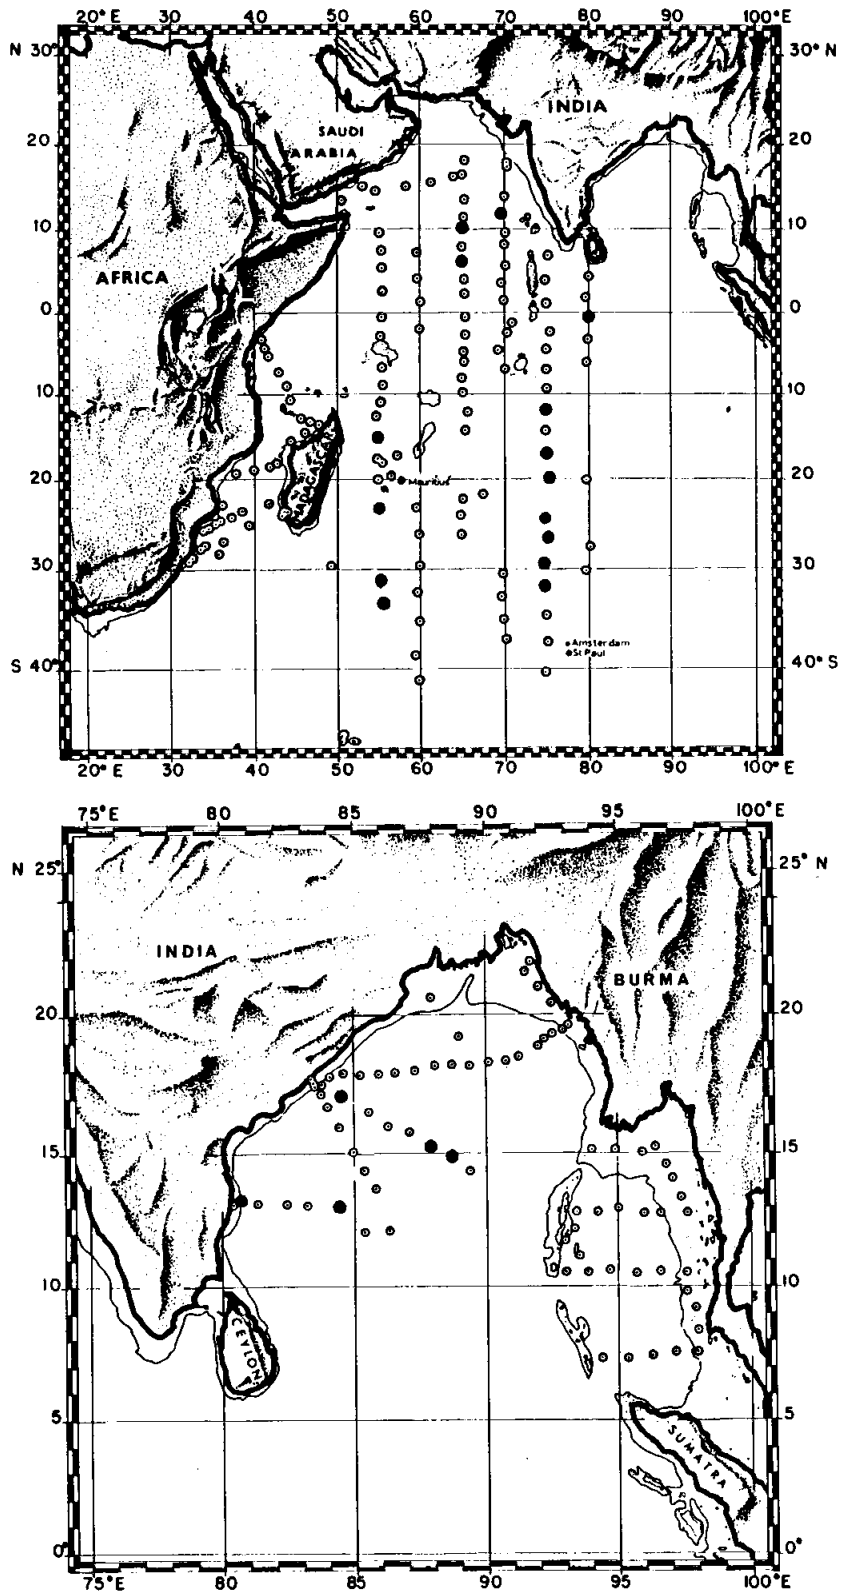 20° E 30 40 50 60 70 80 90 100° E
N 30° 30° N
INDIA
SAUDI
ARABIA
20 20
10 10
AFRICA
0 0
10 10
MADAGASCAR
20 Mauritius 20
30 30
Amsterdam
St Paul
S 40° 40° S
20° E 30 40 50 60 70 80 90 100° E
75° E 80 85 90 95 100° E
N 25° 25° N
INDIA
BURMA
20 20
15 15
10 10
CEYLON
5 5
SUMATRA
0° 0°
75° E 80 85 90 95 100° E